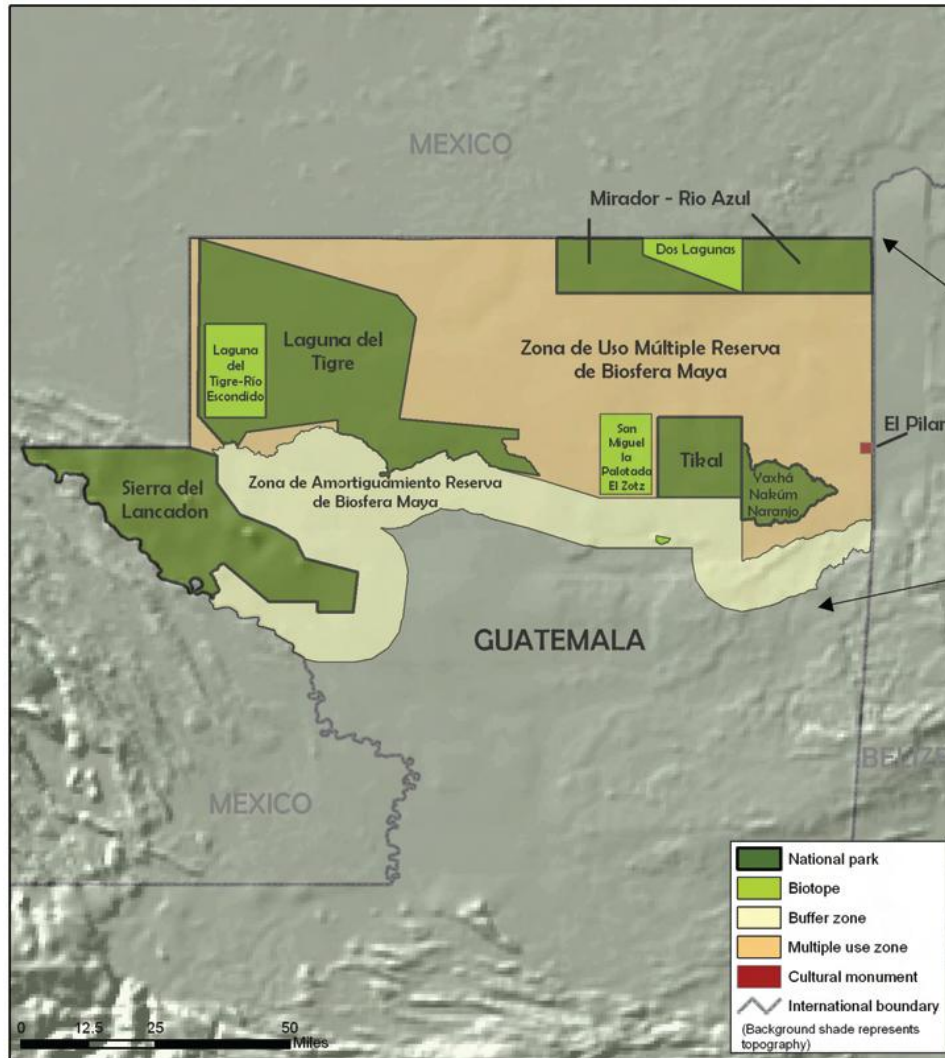 MEXICO
Mirador - Rio Azul
Dos Lagunas
Laguna del
Tigre
Laguna
del
Tigre-Río
Escondido
Zona de Uso Múltiple Reserva
de Biosfera Maya
El Pilar
San
Miguel
la
Palotada
El Zotz
Tikal
Yaxhá
Nakúm
Naranjo
Zona de Amortiguamiento Reserva
de Biosfera Maya
Sierra del
Lancadon
GUATEMALA
BELIZE
MEXICO
National park
Biotope
Buffer zone
Multiple use zone
Cultural monument
International boundary
(Background shade represents
topography)
0 12.5 25 50
Miles